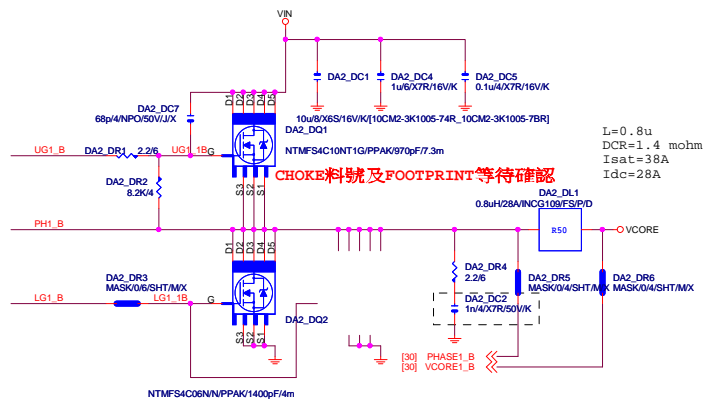 VIN
D1 D2 D3 D4 D5
DA2_DC1
DA2_DC4
1u/6/X7R/16V/K
DA2_DC5
0.1u/4/X7R/16V/K
DA2_DC7
68p/4/NPO/50V/J/X
10u/8/X6S/16V/K/[10CM2-3K1005-74R_10CM2-3K1005-7BR]
DA2_DQ1
NTMFS4C10NT1G/PPAK/970pF/7.3m
UG1_B
DA2_DR1
2.2/6
UG1_1B
G
S3 S2 S1
CHOKE料號及FOOTPRINT等待確認
L=0.8u
DCR=1.4 mohm
Isat=38A
Idc=28A
DA2_DR2
8.2K/4
DA2_DL1
0.8uH/28A/INCG109/FS/P/D
R50
VCORE
PH1_B
D1 D2 D3 D4 D5
DA2_DR3
MASK/0/6/SHT/M/X
LG1_B
LG1_1B
G
DA2_DQ2
S3 S2 S1
DA2_DR4
2.2/6
DA2_DC2
1n/4/X7R/50V/K
DA2_DR5
MASK/0/4/SHT/M/X
DA2_DR6
MASK/0/4/SHT/M/X
[30] PHASE1_B
[30] VCORE1_B
NTMFS4C06N/N/PPAK/1400pF/4m